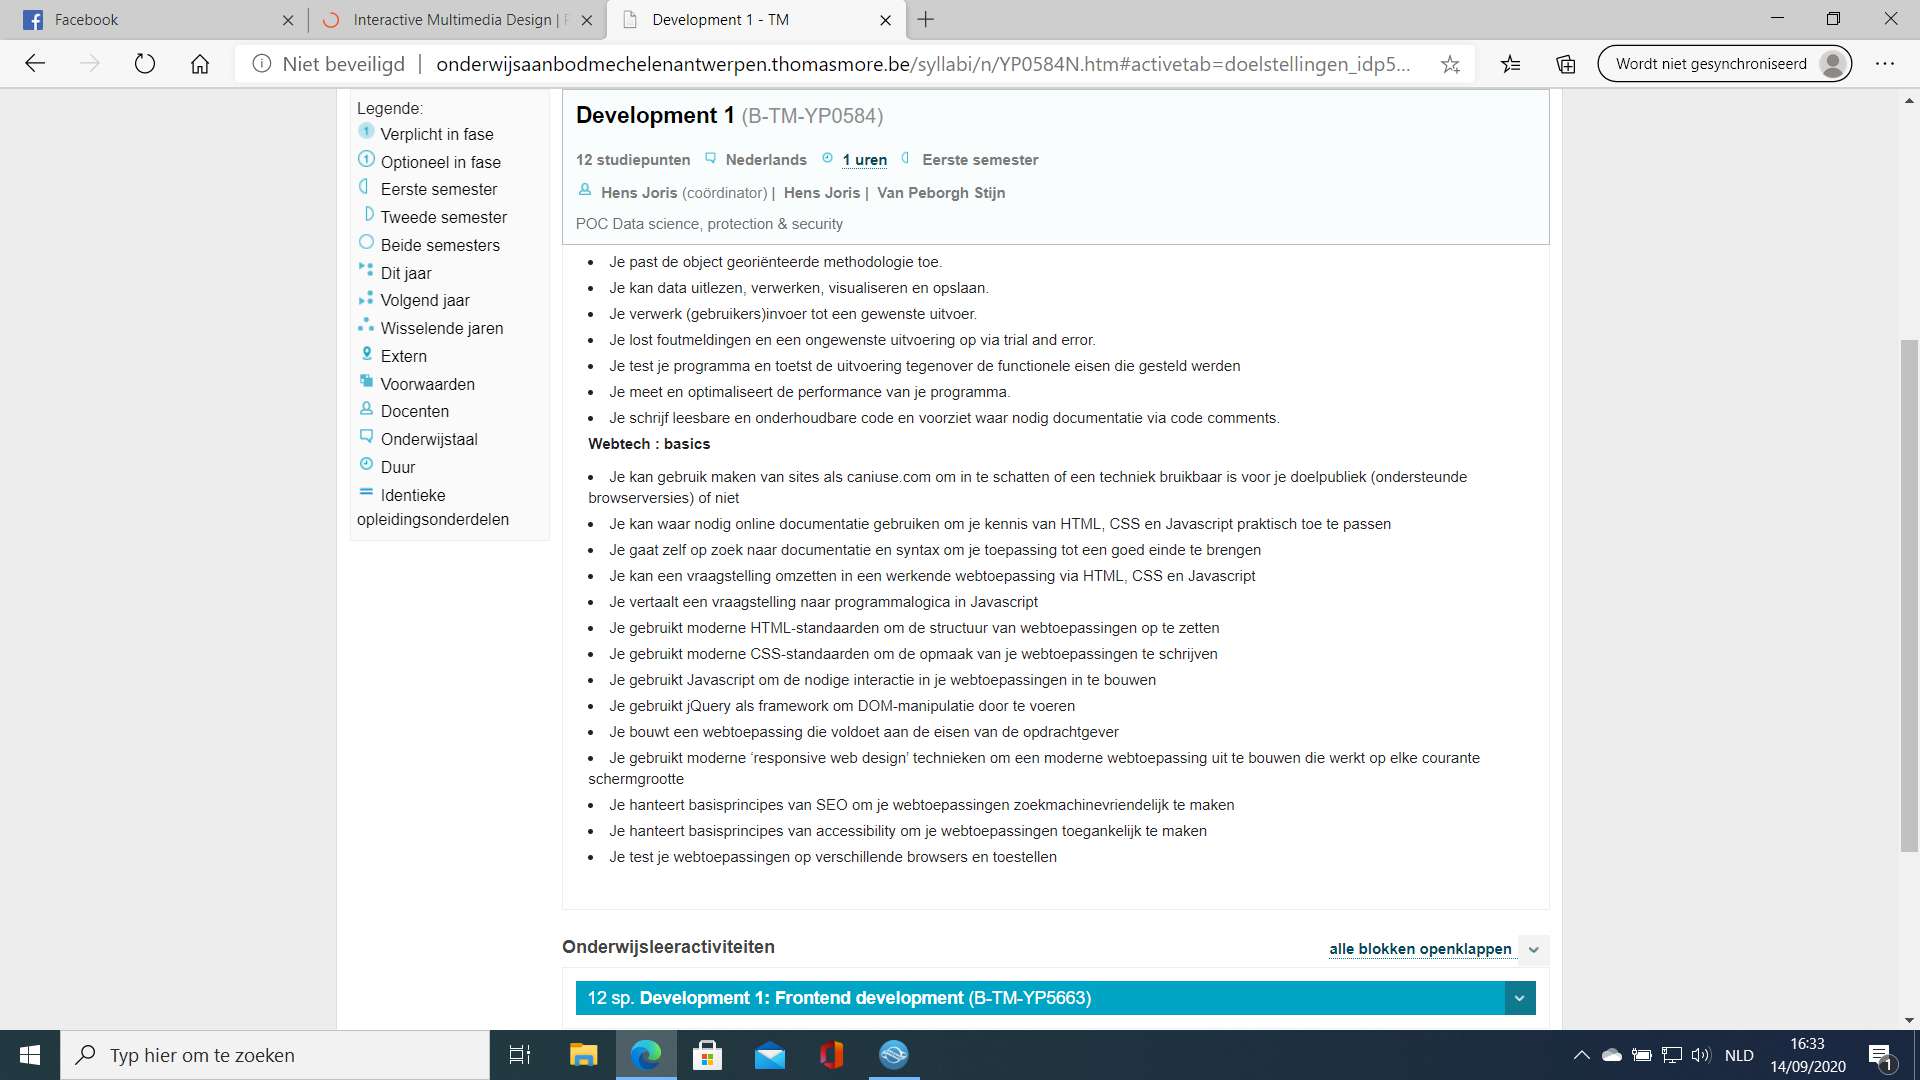 Facebook
Interactive Multimedia Design |
Development 1 - TM
Niet beveiligd | onderwijsaanbodmechelenantwerpen.thomasmore.be/syllabi/n/YP0584N.htm#activetab=doelstellingen_idp5...
Wordt niet gesynchroniseerd
Legende:
1 Verplicht in fase
1 Optioneel in fase
Eerste semester
Tweede semester
Beide semesters
Dit jaar
Volgend jaar
Wisselende jaren
Extern
Voorwaarden
Docenten
Onderwijstaal
Duur
Identieke
opleidingsonderdelen
Development 1 (B-TM-YP0584)
12 studiepunten Nederlands 1 uren Eerste semester
Hens Joris (coördinator) | Hens Joris | Van Peborgh Stijn
POC Data science, protection & security
• Je past de object georiënteerde methodologie toe.
• Je kan data uitlezen, verwerken, visualiseren en opslaan.
• Je verwerk (gebruikers)invoer tot een gewenste uitvoer.
• Je lost foutmeldingen en een ongewenste uitvoering op via trial and error.
• Je test je programma en toetst de uitvoering tegenover de functionele eisen die gesteld werden
• Je meet en optimaliseert de performance van je programma.
• Je schrijf leesbare en onderhoudbare code en voorziet waar nodig documentatie via code comments.
Webtech : basics
• Je kan gebruik maken van sites als caniuse.com om in te schatten of een techniek bruikbaar is voor je doelpubliek (ondersteunde
browserversies) of niet
• Je kan waar nodig online documentatie gebruiken om je kennis van HTML, CSS en Javascript praktisch toe te passen
• Je gaat zelf op zoek naar documentatie en syntax om je toepassing tot een goed einde te brengen
• Je kan een vraagstelling omzetten in een werkende webtoepassing via HTML, CSS en Javascript
• Je vertaalt een vraagstelling naar programmalogica in Javascript
• Je gebruikt moderne HTML-standaarden om de structuur van webtoepassingen op te zetten
• Je gebruikt moderne CSS-standaarden om de opmaak van je webtoepassingen te schrijven
• Je gebruikt Javascript om de nodige interactie in je webtoepassingen in te bouwen
• Je gebruikt jQuery als framework om DOM-manipulatie door te voeren
• Je bouwt een webtoepassing die voldoet aan de eisen van de opdrachtgever
• Je gebruikt moderne ‘responsive web design’ technieken om een moderne webtoepassing uit te bouwen die werkt op elke courante
schermgrootte
• Je hanteert basisprincipes van SEO om je webtoepassingen zoekmachinevriendelijk te maken
• Je hanteert basisprincipes van accessibility om je webtoepassingen toegankelijk te maken
• Je test je webtoepassingen op verschillende browsers en toestellen
Onderwijsleeractiviteiten
alle blokken openklappen
12 sp. Development 1: Frontend development (B-TM-YP5663)
Typ hier om te zoeken
NLD
16:33
14/09/2020
1